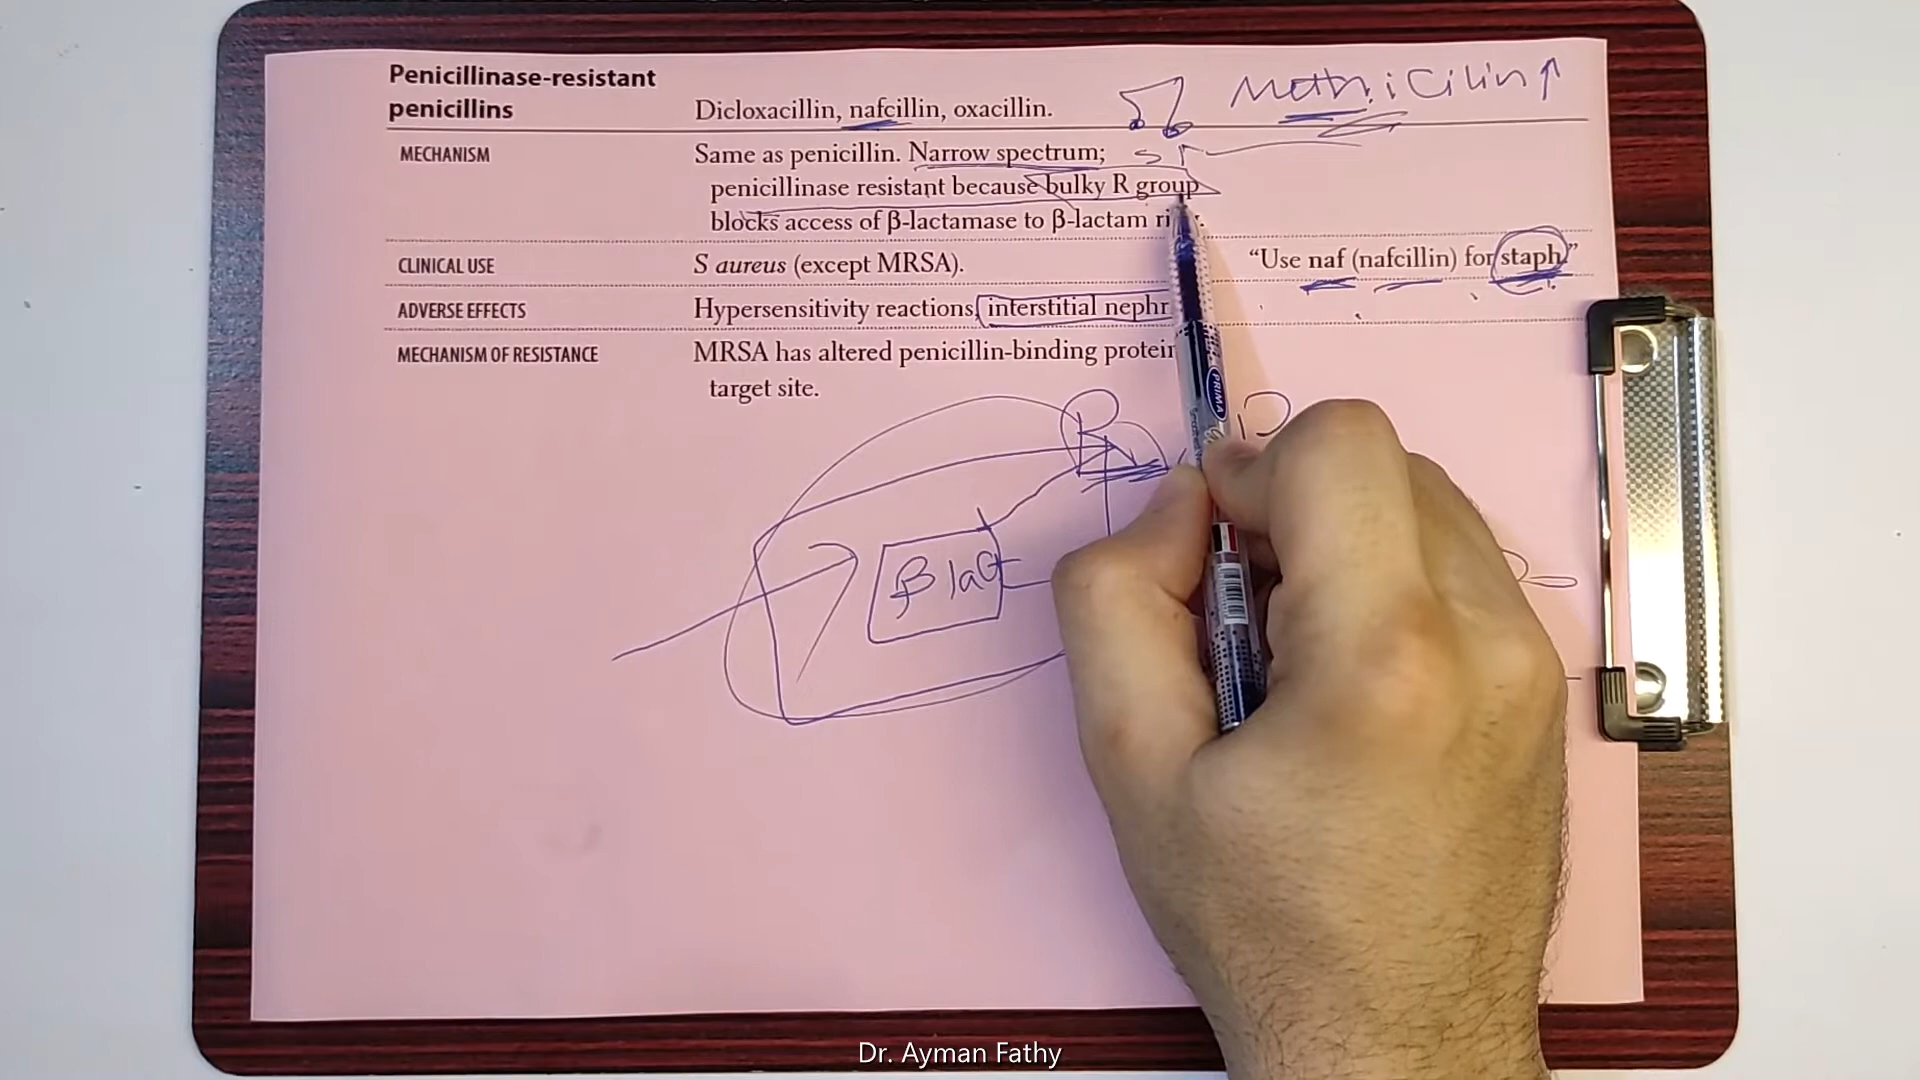 Penicillinase-resistant
penicillins
Dicloxacillin, nafcillin, oxacillin.
Methicilin
MECHANISM
Same as penicillin. Narrow spectrum;
penicillinase resistant because bulky R group
blocks access of β-lactamase to β-lactam
CLINICAL USE
S aureus (except MRSA).
“Use naf (nafcillin) for staph.”
ADVERSE EFFECTS
Hypersensitivity reactions, interstitial nephr
MECHANISM OF RESISTANCE
MRSA has altered penicillin-binding protein
target site.
R
β lact
PRIMA
Dr. Ayman Fathy